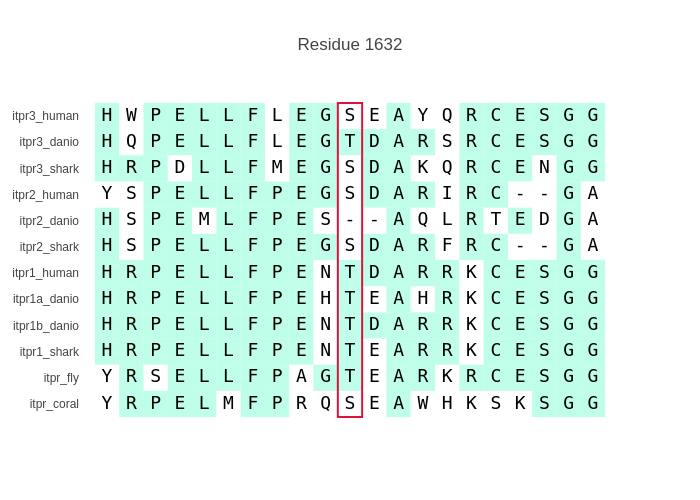 Residue 1632
itpr3_human H W P E L L F L E G S E A Y Q R C E S G G
itpr3_danio H Q P E L L F L E G T D A R S R C E S G G
itpr3_shark H R P D L L F M E G S D A K Q R C E N G G
itpr2_human Y S P E L L F P E G S D A R I R C - - G A
itpr2_danio H S P E M L F P E S - - A Q L R T E D G A
itpr2_shark H S P E L L F P E G S D A R F R C - - G A
itpr1_human H R P E L L F P E N T D A R R K C E S G G
itpr1a_danio H R P E L L F P E H T E A H R K C E S G G
itpr1b_danio H R P E L L F P E N T D A R R K C E S G G
itpr1_shark H R P E L L F P E N T E A R R K C E S G G
itpr_fly Y R S E L L F P A G T E A R K R C E S G G
itpr_coral Y R P E L M F P R Q S E A W H K S K S G G